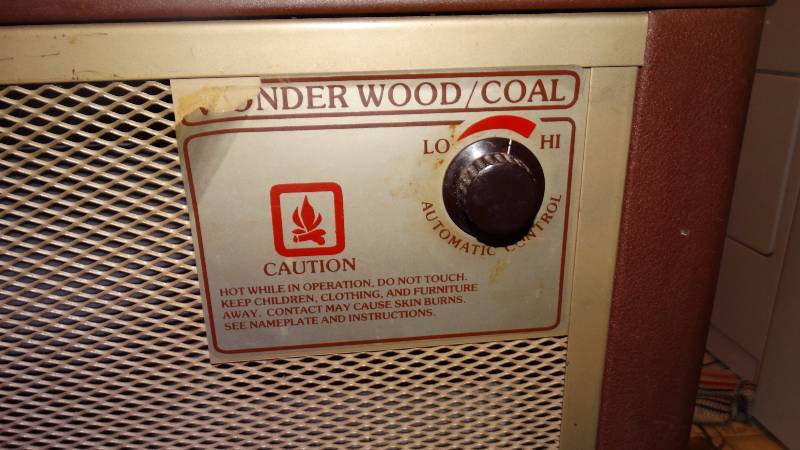 WONDER WOOD/COAL
LO HI
AUTOMATIC CONTROL
CAUTION
HOT WHILE IN OPERATION, DO NOT TOUCH.
KEEP CHILDREN, CLOTHING, AND FURNITURE
AWAY. CONTACT MAY CAUSE SKIN BURNS.
SEE NAMEPLATE AND INSTRUCTIONS.